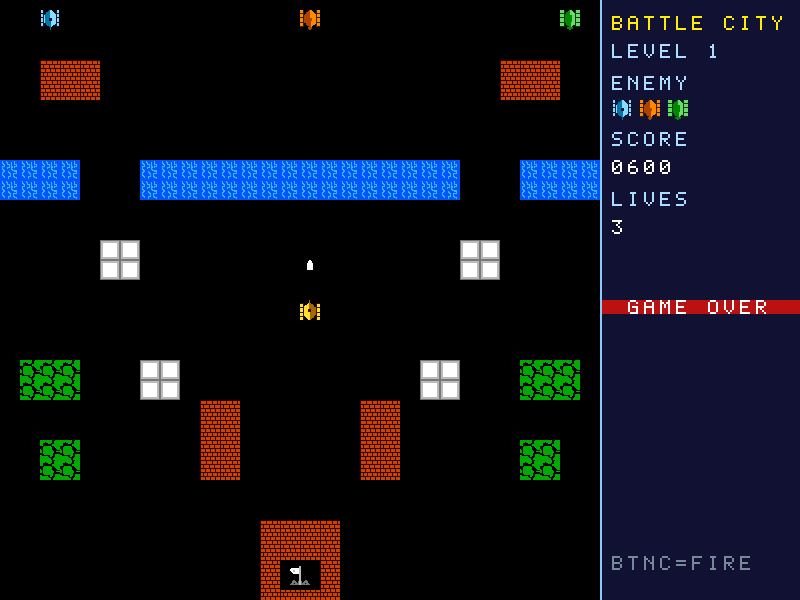 BATTLE CITY
LEVEL 1
ENEMY
SCORE
0600
LIVES
3
GAME OVER
BTNC=FIRE